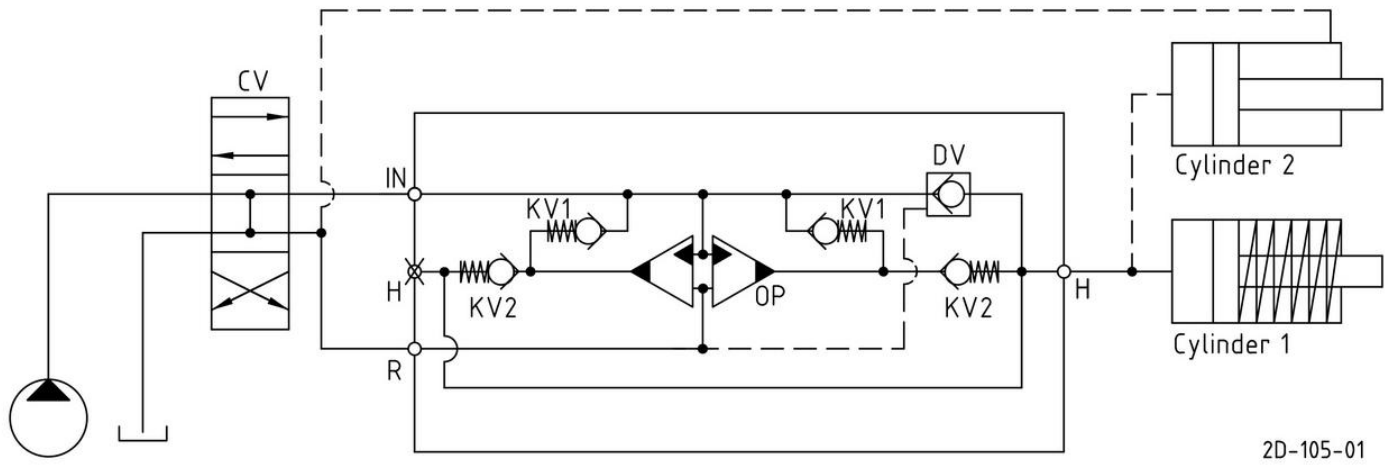 CV
Cylinder 2
IN
DV
KV1
KV1
H
KV2
OP
KV2
H
R
Cylinder 1
2D-105-01